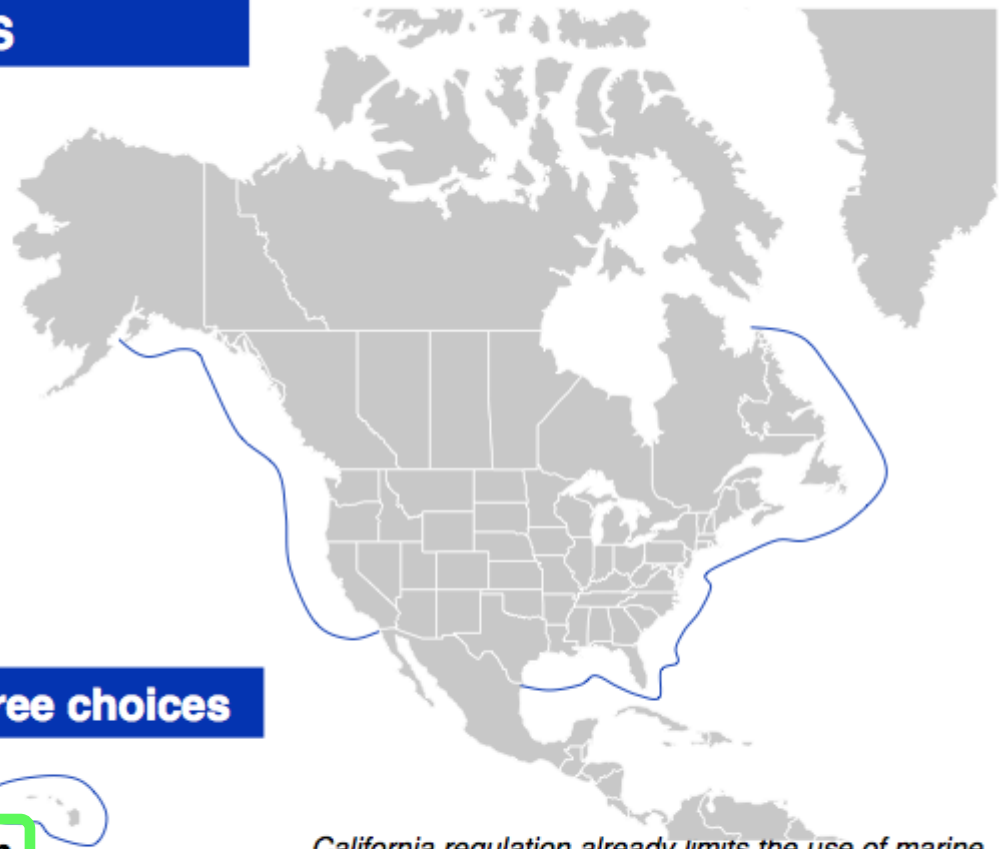 s
ree choices
California regulation already limits the use of marine